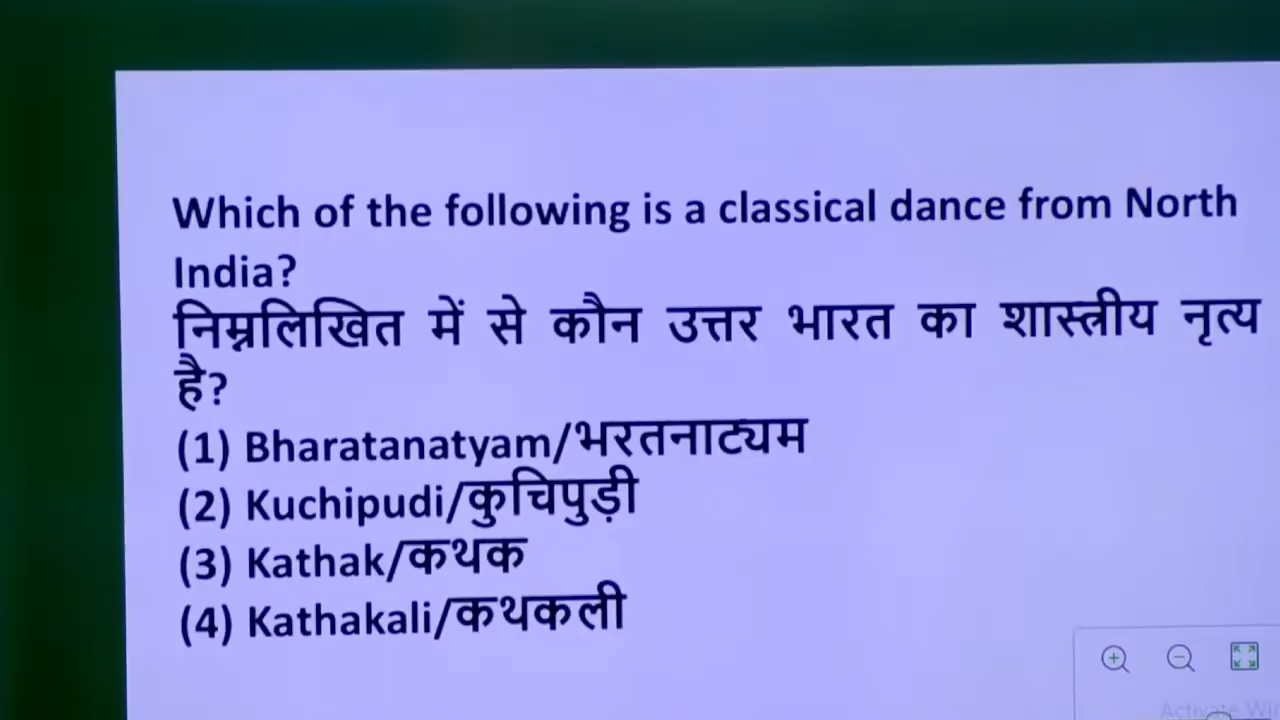 Which of the following is a classical dance from North
India?
निम्नलिखित में से कौन उत्तर भारत का शास्त्रीय नृत्य
है?
(1) Bharatanatyam/भरतनाट्यम
(2) Kuchipudi/कुचिपुड़ी
(3) Kathak/कथक
(4) Kathakali/कथकली
Activate